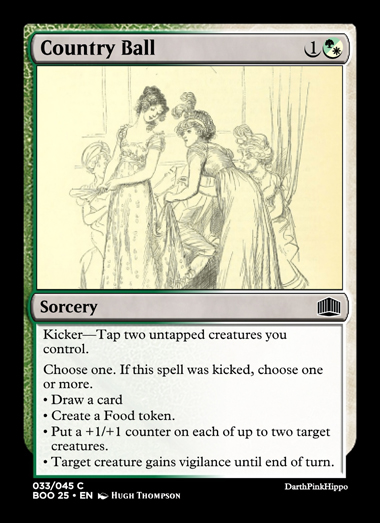 Country Ball 1
Sorcery
Kicker—Tap two untapped creatures you
control.
Choose one. If this spell was kicked, choose one
or more.
• Draw a card
• Create a Food token.
• Put a +1/+1 counter on each of up to two target
creatures.
• Target creature gains vigilance until end of turn.
033/045 C
BOO 25 • EN Hugh Thompson
DarthPinkHippo